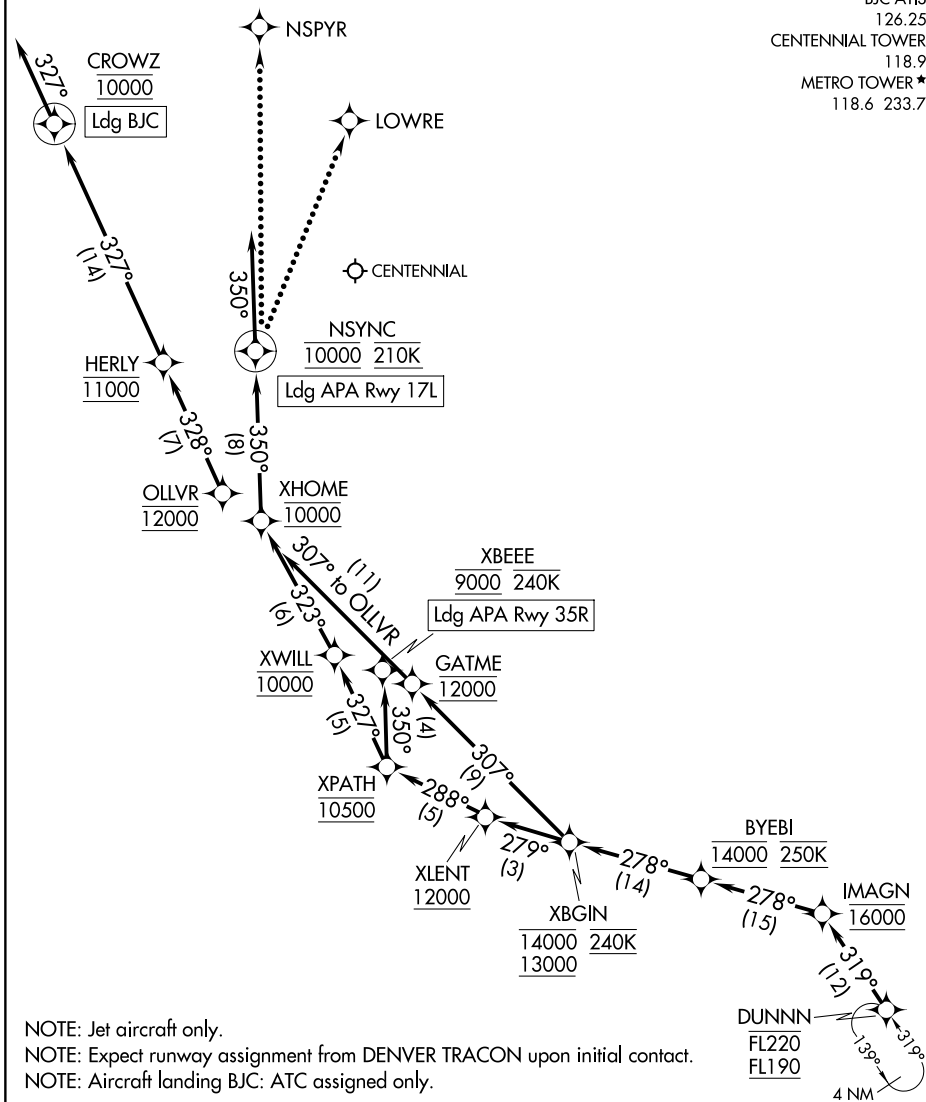 BJC ATIS
126.25
CENTENNIAL TOWER
118.9
METRO TOWER★
118.6 233.7
NSPYR
327°
CROWZ
10000
Ldg BJC
LOWRE
327°
(14)
350°
CENTENNIAL
NSYNC
10000 210K
Ldg APA Rwy 17L
HERLY
11000
328°
(7)
350°
(8)
OLLVR
12000
XHOME
10000
307° to OLLVR
(11)
323°
(6)
XBEEE
9000 240K
Ldg APA Rwy 35R
XWILL
10000
GATME
12000
327°
(5)
350°
(4)
307°
(9)
XPATH
10500
288°
(5)
279°
(3)
XLENT
12000
278°
(14)
BYEBI
14000 250K
XBGIN
14000 240K
13000
278°
(15)
IMAGN
16000
319°
(12)
DUNNN
FL220
FL190
139°
319°
4 NM
NOTE: Jet aircraft only.
NOTE: Expect runway assignment from DENVER TRACON upon initial contact.
NOTE: Aircraft landing BJC: ATC assigned only.